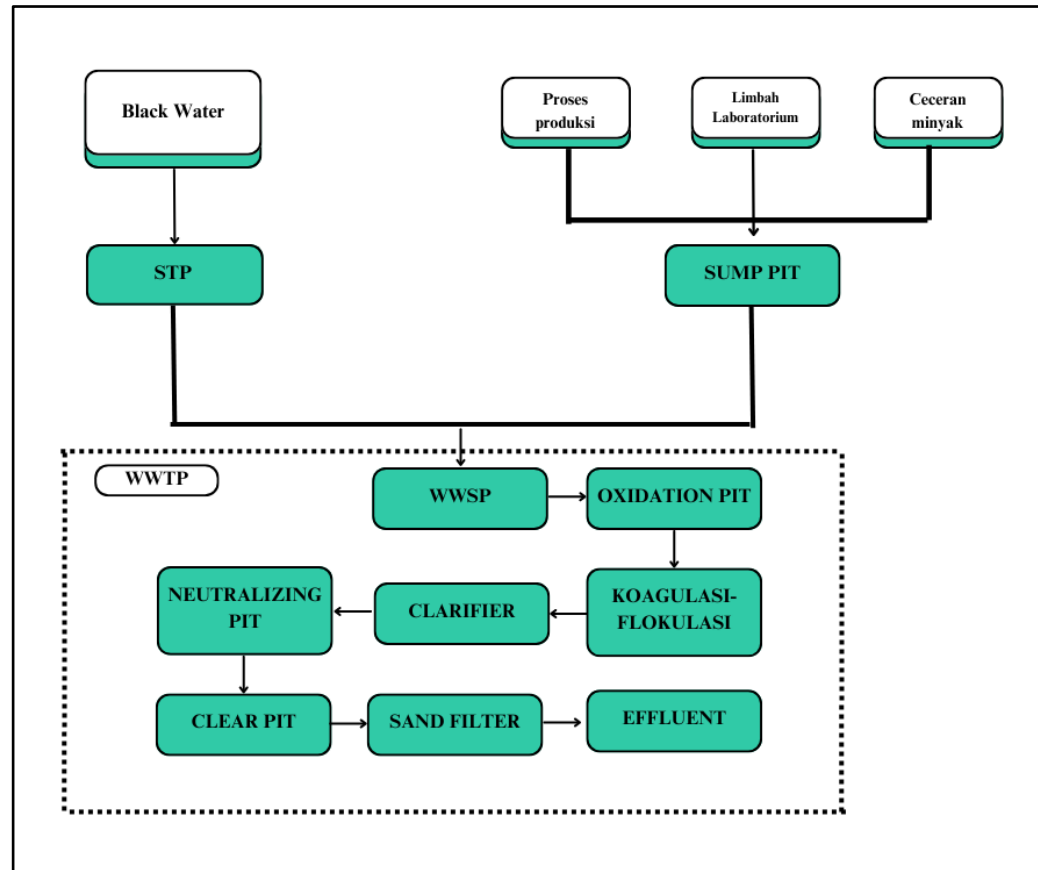 Black Water
Proses
produksi
Limbah
Laboratorium
Ceceran
minyak
STP
SUMP PIT
WWTP
WWSP
OXIDATION PIT
NEUTRALIZING
PIT
CLARIFIER
KOAGULASI-
FLOKULASI
CLEAR PIT
SAND FILTER
EFFLUENT